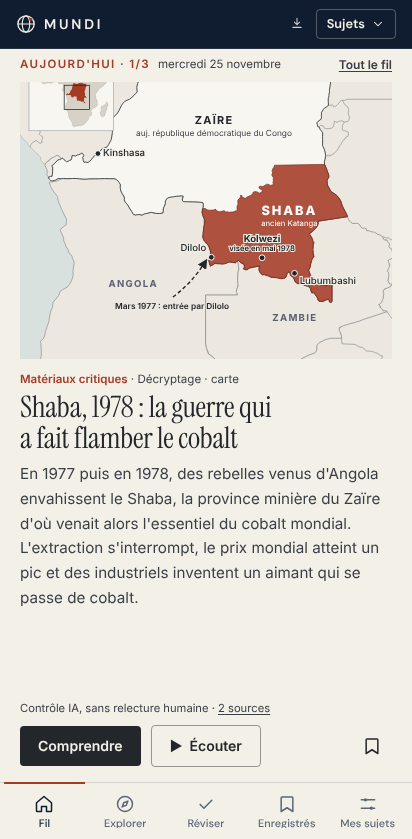 MUNDI
Sujets
AUJOURD'HUI · 1/3 mercredi 25 novembre
Tout le fil
ZAÏRE
auj. république démocratique du Congo
Kinshasa
SHABA
ancien Katanga
Kolwezi
visée en mai 1978
Dilolo
Lubumbashi
ANGOLA
Mars 1977 : entrée par Dilolo
ZAMBIE
Matériaux critiques · Décryptage · carte
Shaba, 1978 : la guerre qui
a fait flamber le cobalt
En 1977 puis en 1978, des rebelles venus d'Angola
envahissent le Shaba, la province minière du Zaïre
d'où venait alors l'essentiel du cobalt mondial.
L'extraction s'interrompt, le prix mondial atteint un
pic et des industriels inventent un aimant qui se
passe de cobalt.
Contrôle IA, sans relecture humaine · 2 sources
Comprendre
Écouter
Fil
Explorer
Réviser
Enregistrés
Mes sujets